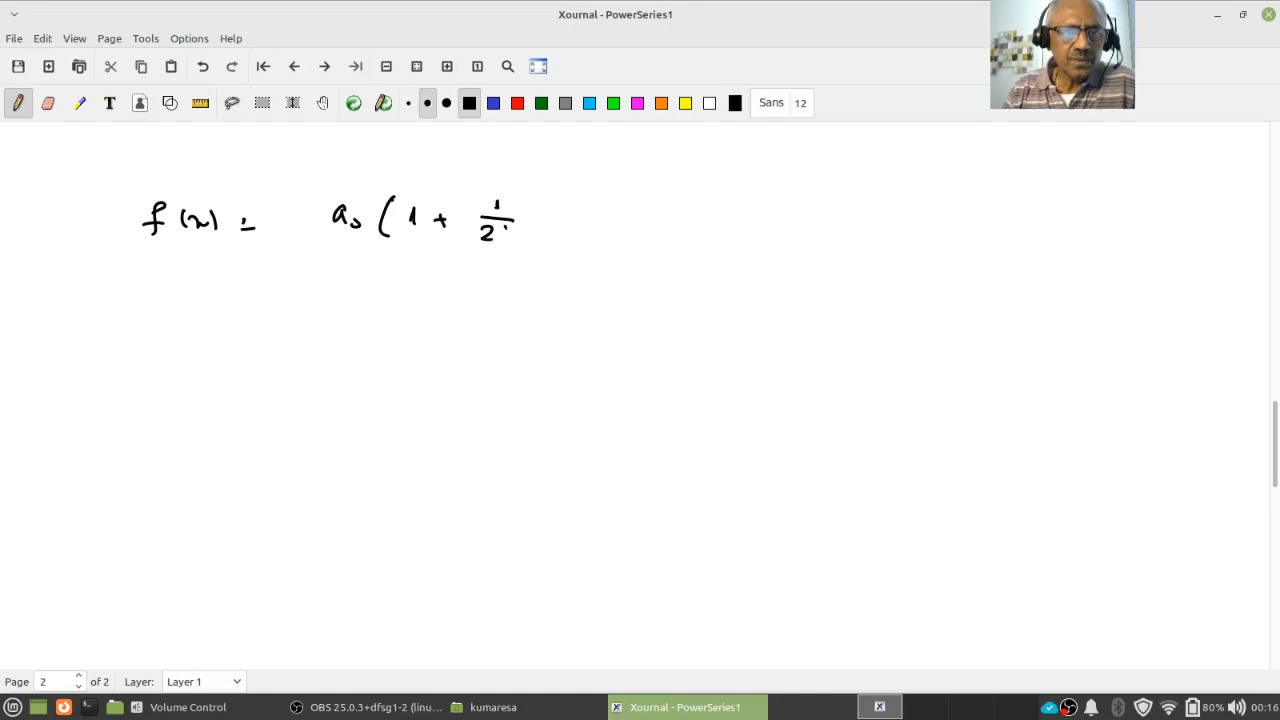 Xournal - PowerSeries1
File Edit View Page Tools Options Help
Sans 12
f(x) = a₀ ( 1 + 1/2
Page 2 of 2 Layer: Layer 1
Volume Control OBS 25.0.3+dfsg1-2 (linu... kumaresa Xournal - PowerSeries1 80% 00:16